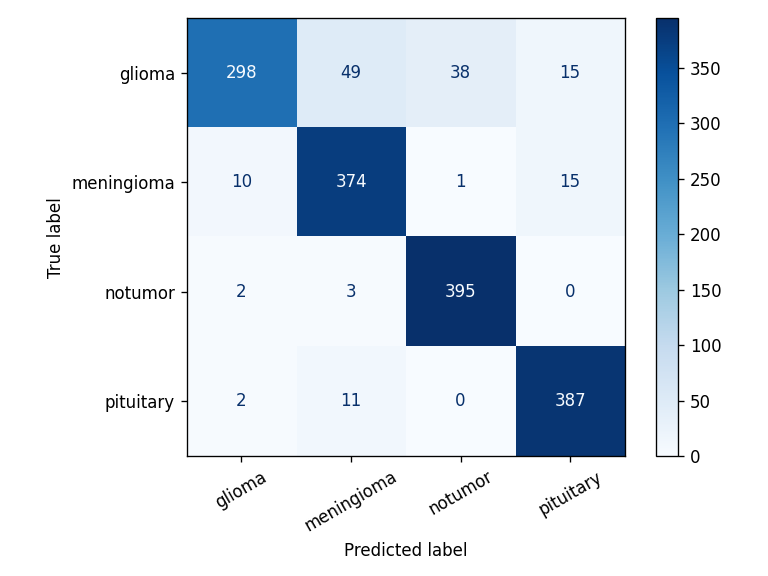 glioma 298 49 38 15
meningioma 10 374 1 15
notumor 2 3 395 0
pituitary 2 11 0 387
glioma meningioma notumor pituitary
Predicted label
True label
350
300
250
200
150
100
50
0